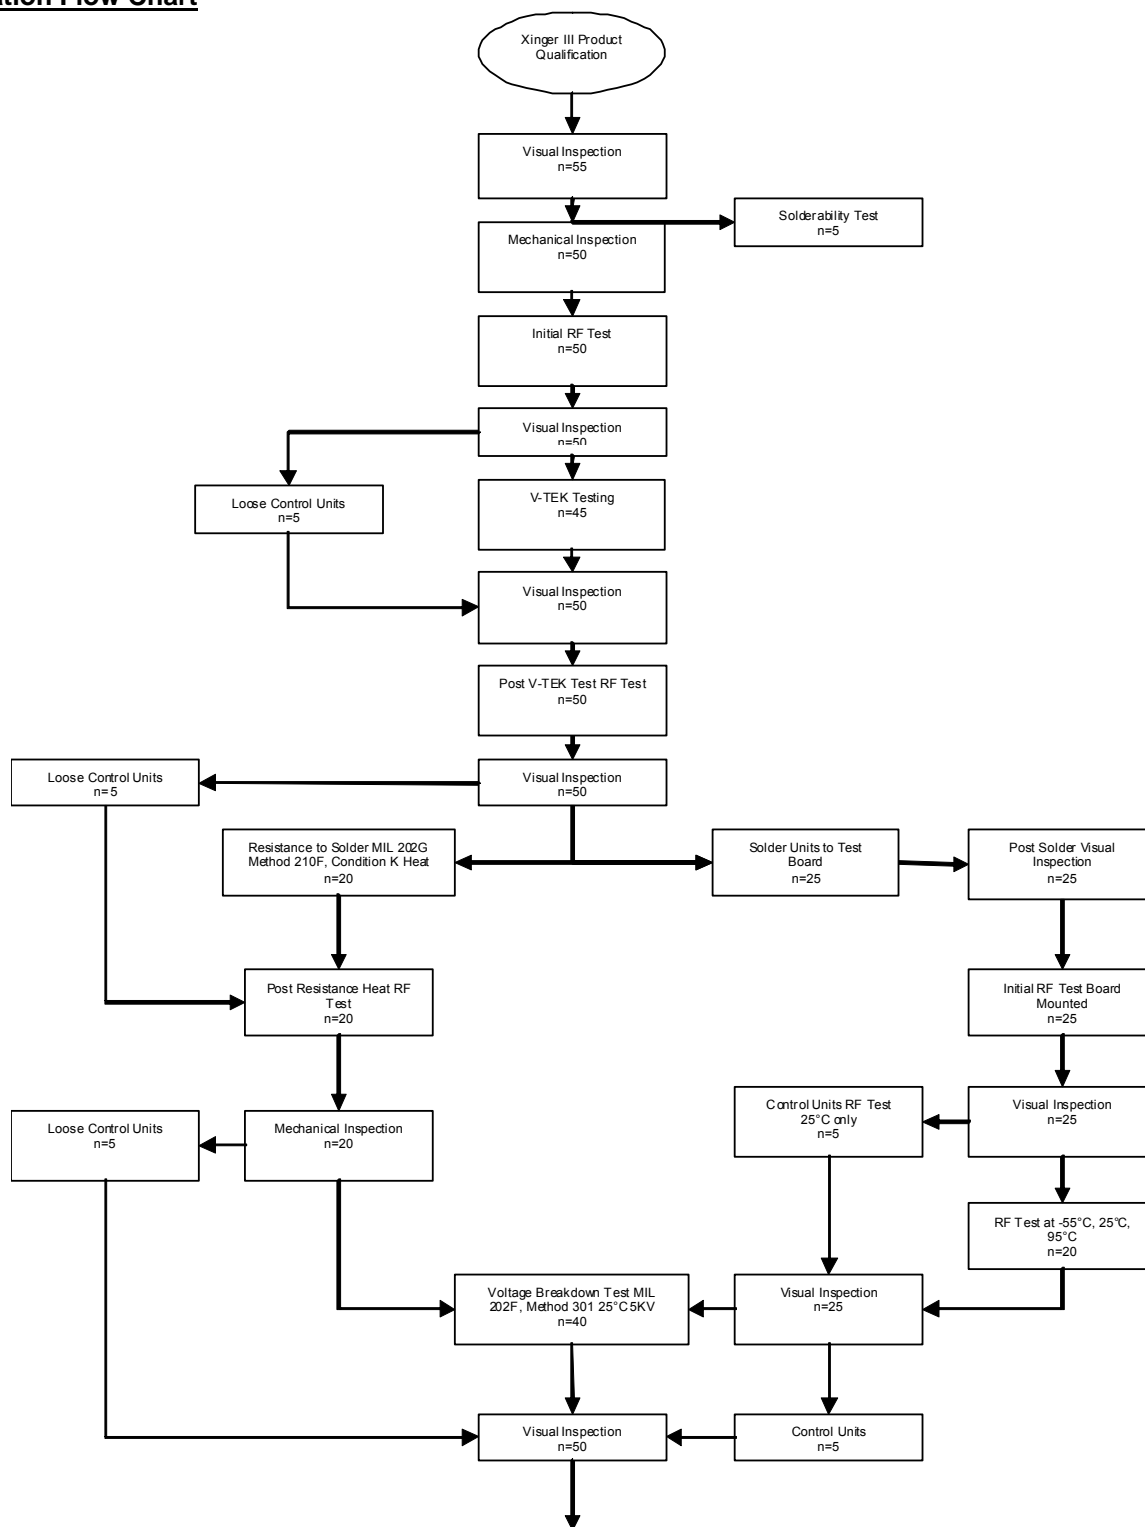 ation Flow Chart
Xinger III Product
Qualification
Visual Inspection
n=55
Solderability Test
n=5
Mechanical Inspection
n=50
Initial RF Test
n=50
Visual Inspection
n=50
Loose Control Units
n=5
V-TEK Testing
n=45
Visual Inspection
n=50
Post V-TEK Test RF Test
n=50
Loose Control Units
n=5
Visual Inspection
n=50
Resistance to Solder MIL 202G
Method 210F, Condition K Heat
n=20
Solder Units to Test
Board
n=25
Post Solder Visual
Inspection
n=25
Post Resistance Heat RF
Test
n=20
Initial RF Test Board
Mounted
n=25
Loose Control Units
n=5
Mechanical Inspection
n=20
Control Units RF Test
25°C only
n=5
Visual Inspection
n=25
RF Test at -55°C, 25°C,
95°C
n=20
Voltage Breakdown Test MIL
202F, Method 301 25°C 5KV
n=40
Visual Inspection
n=25
Visual Inspection
n=50
Control Units
n=5